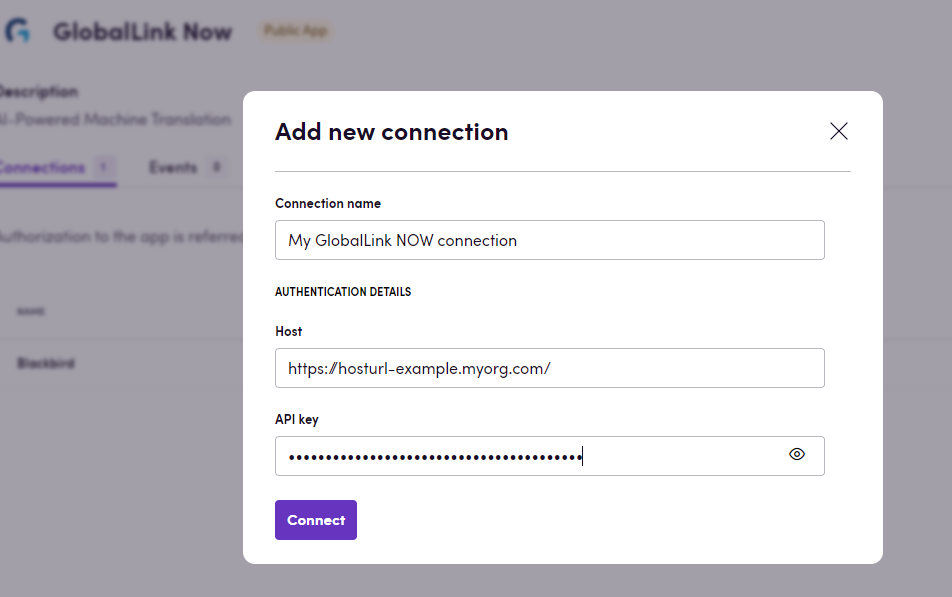 GlobalLink Now
Public App
Description
AI-Powered Machine Translation
Connections 1
Events 0
Authorization to the app is referred
NAME
Blackbird
Add new connection
Connection name
My GlobalLink NOW connection
AUTHENTICATION DETAILS
Host
https://hosturl-example.myorg.com/
API key
••••••••••••••••••••••••••••••••••••••••
Connect